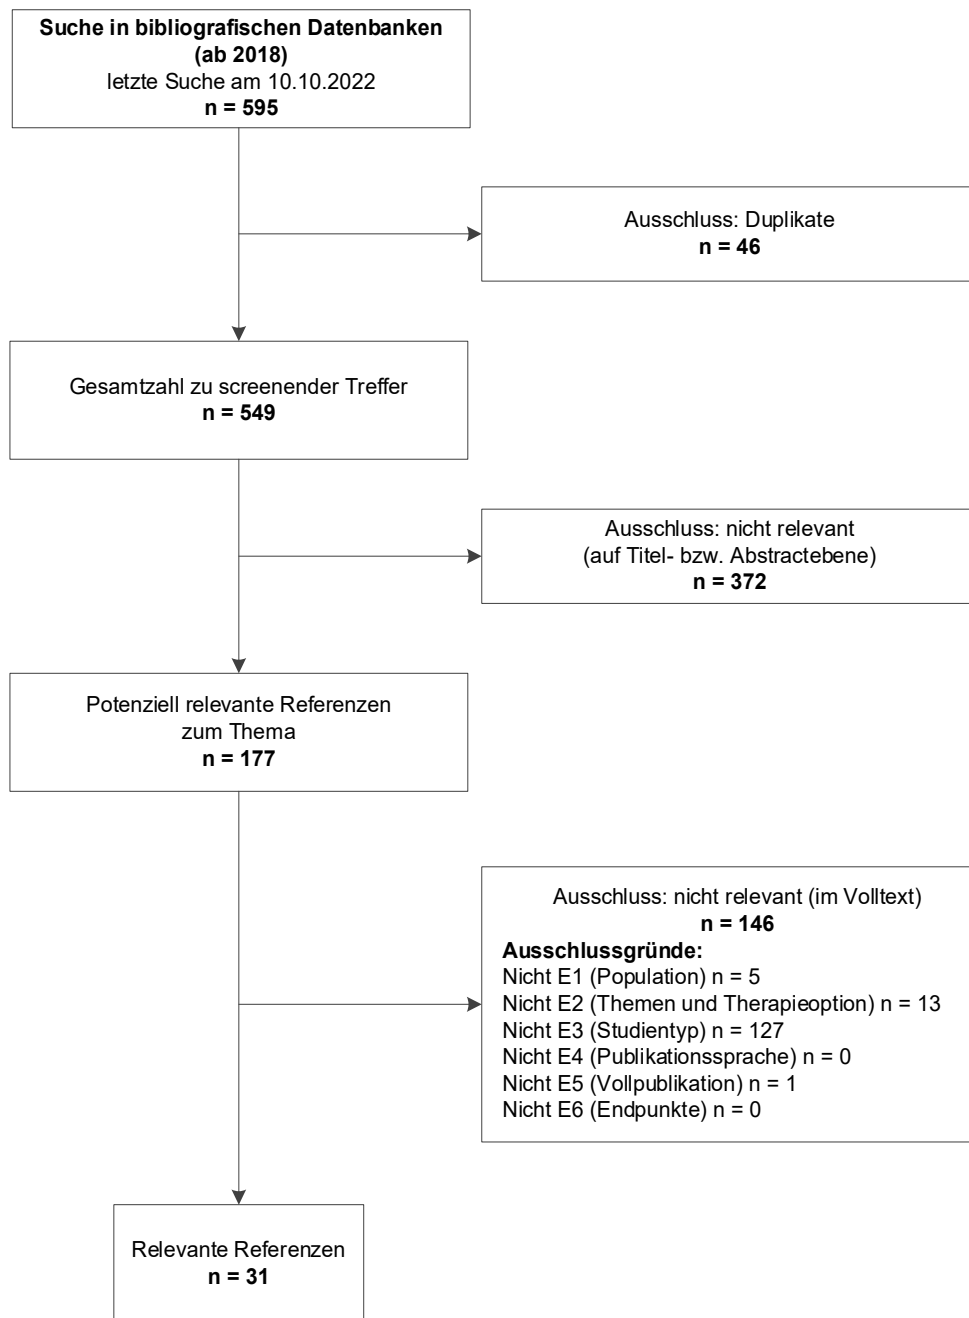 Suche in bibliografischen Datenbanken
(ab 2018)
letzte Suche am 10.10.2022
n = 595
Ausschluss: Duplikate
n = 46
Gesamtzahl zu screenender Treffer
n = 549
Ausschluss: nicht relevant
(auf Titel- bzw. Abstractebene)
n = 372
Potenziell relevante Referenzen
zum Thema
n = 177
Ausschluss: nicht relevant (im Volltext)
n = 146
Ausschlussgründe:
Nicht E1 (Population) n = 5
Nicht E2 (Themen und Therapieoption) n = 13
Nicht E3 (Studientyp) n = 127
Nicht E4 (Publikationssprache) n = 0
Nicht E5 (Vollpublikation) n = 1
Nicht E6 (Endpunkte) n = 0
Relevante Referenzen
n = 31